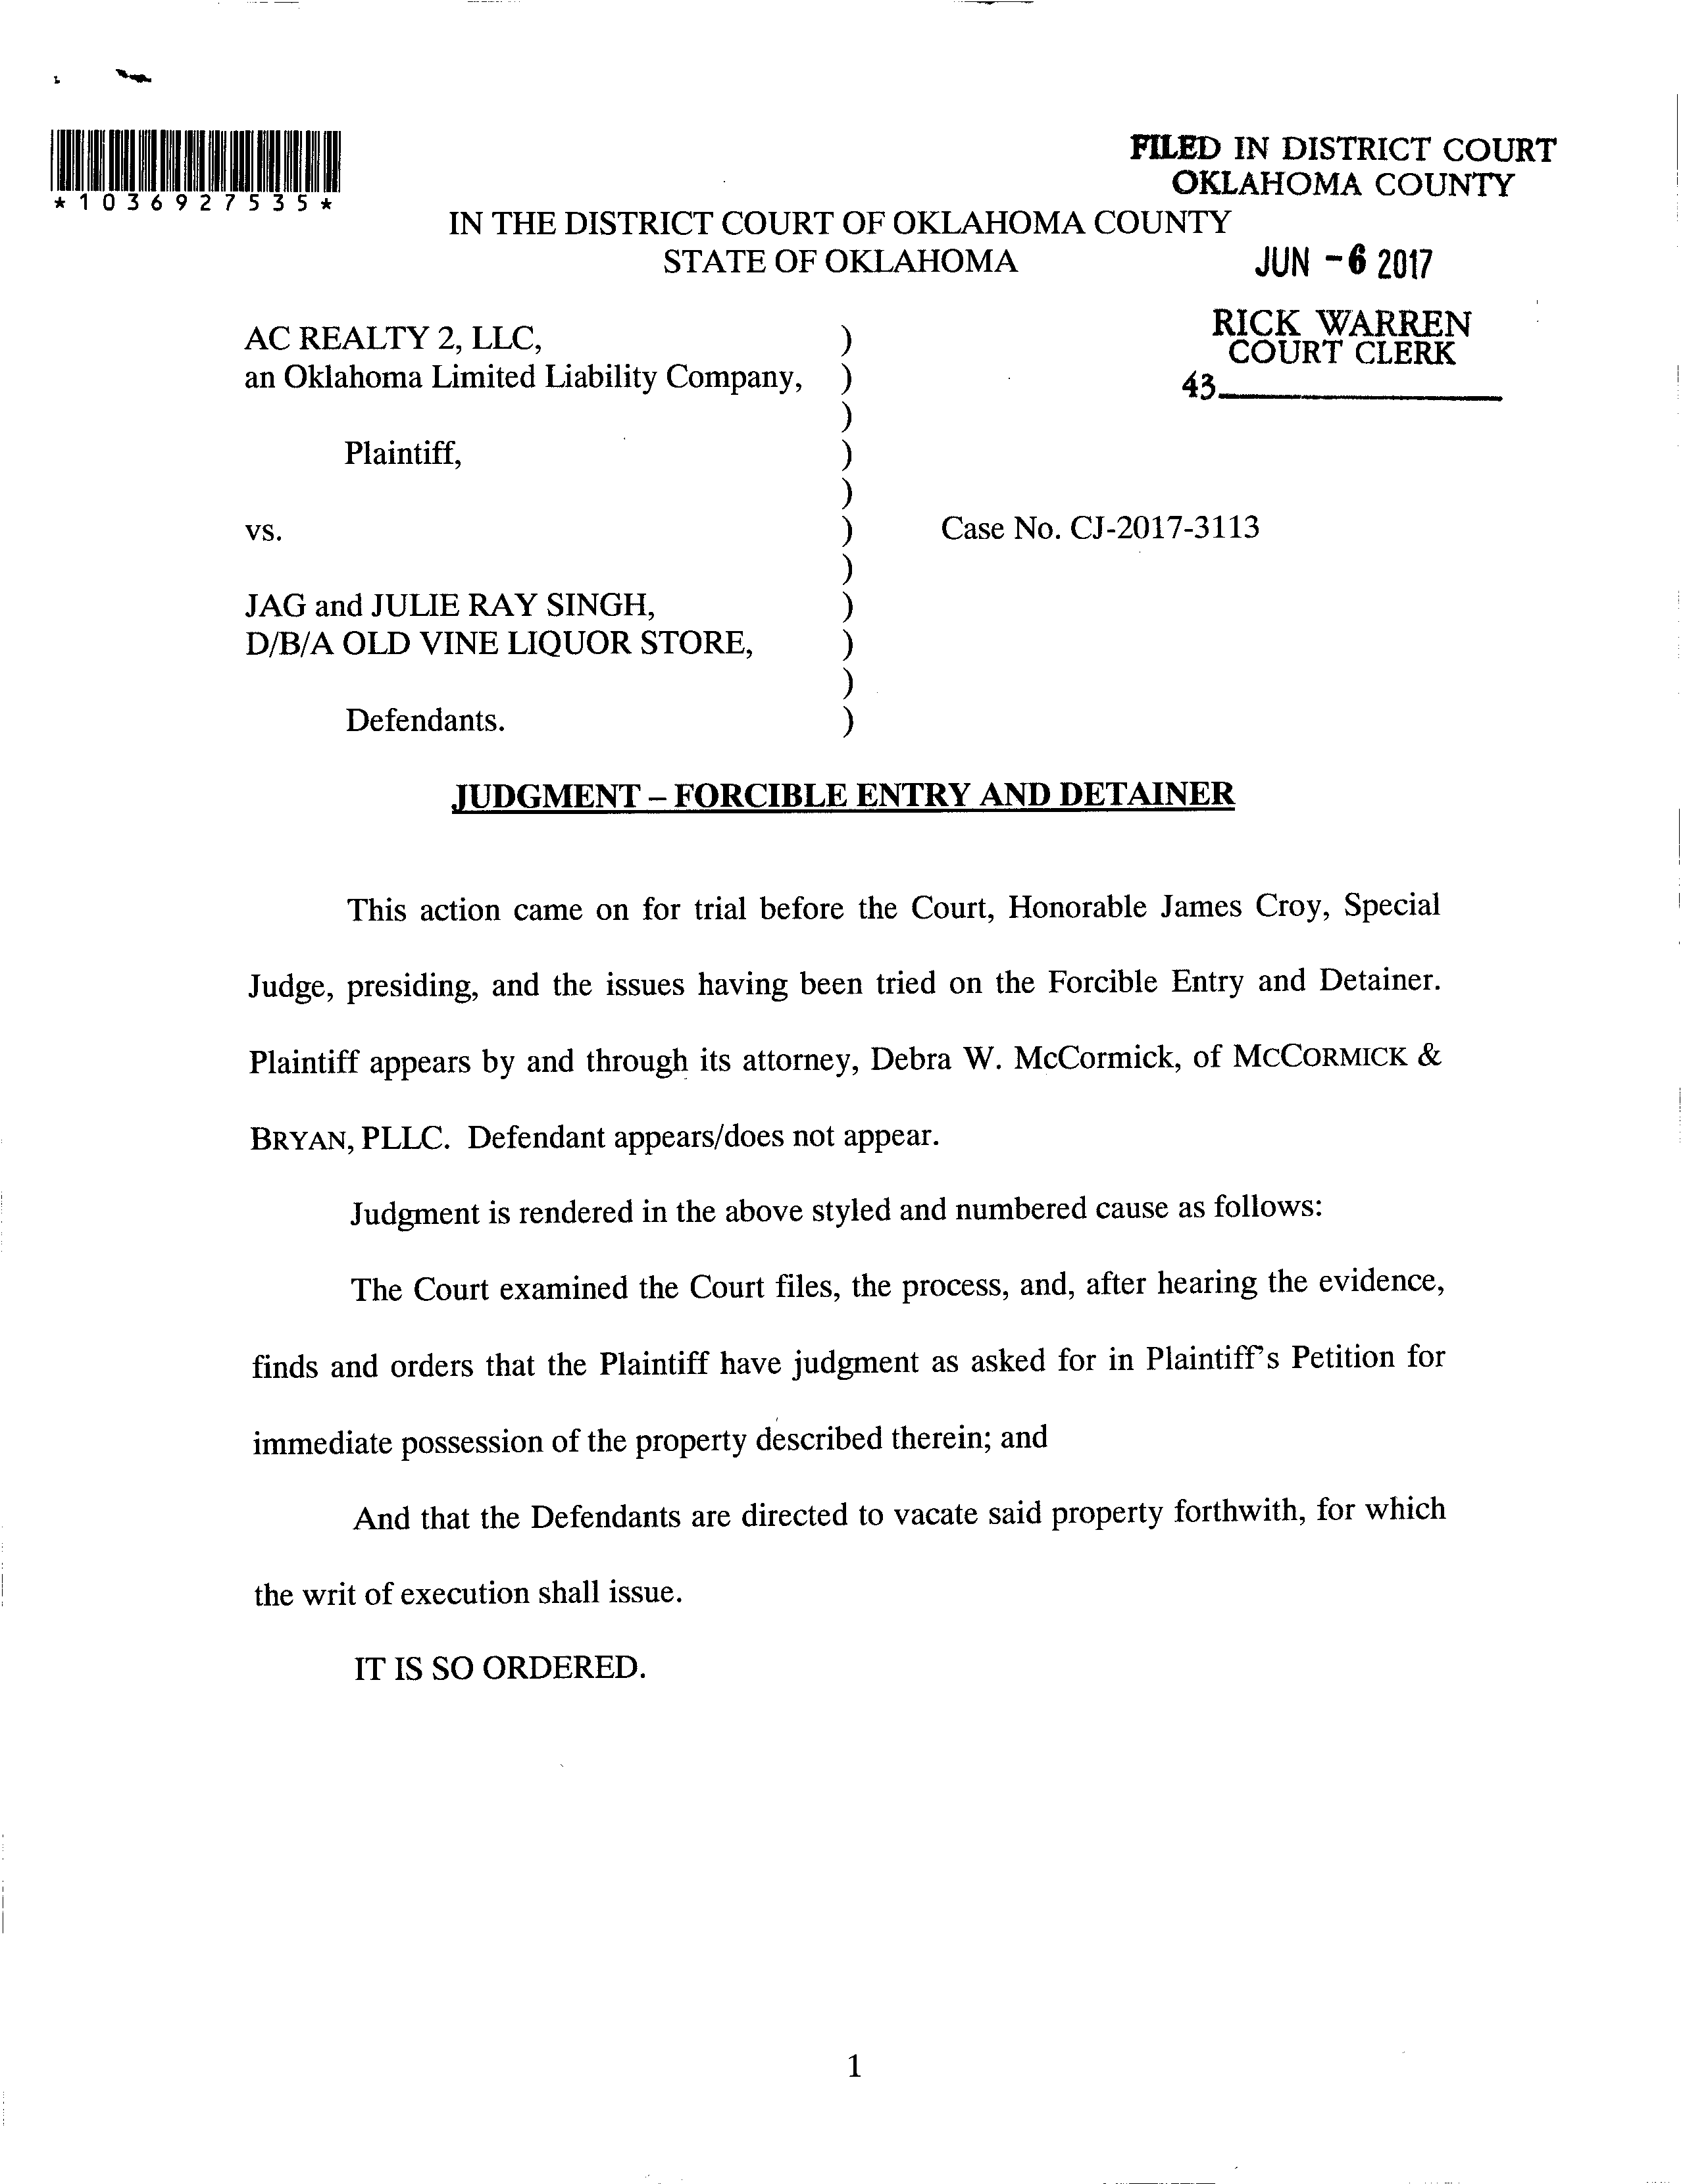 *1036927535*
FILED IN DISTRICT COURT
OKLAHOMA COUNTY
IN THE DISTRICT COURT OF OKLAHOMA COUNTY
STATE OF OKLAHOMA
JUN -6 2017
RICK WARREN
COURT CLERK
43
AC REALTY 2, LLC, )
an Oklahoma Limited Liability Company, )
)
Plaintiff, )
)
vs. ) Case No. CJ-2017-3113
)
JAG and JULIE RAY SINGH, )
D/B/A OLD VINE LIQUOR STORE, )
)
Defendants. )
JUDGMENT – FORCIBLE ENTRY AND DETAINER
This action came on for trial before the Court, Honorable James Croy, Special
Judge, presiding, and the issues having been tried on the Forcible Entry and Detainer.
Plaintiff appears by and through its attorney, Debra W. McCormick, of MCCORMICK &
BRYAN, PLLC. Defendant appears/does not appear.
Judgment is rendered in the above styled and numbered cause as follows:
The Court examined the Court files, the process, and, after hearing the evidence,
finds and orders that the Plaintiff have judgment as asked for in Plaintiff's Petition for
immediate possession of the property described therein; and
And that the Defendants are directed to vacate said property forthwith, for which
the writ of execution shall issue.
IT IS SO ORDERED.
1